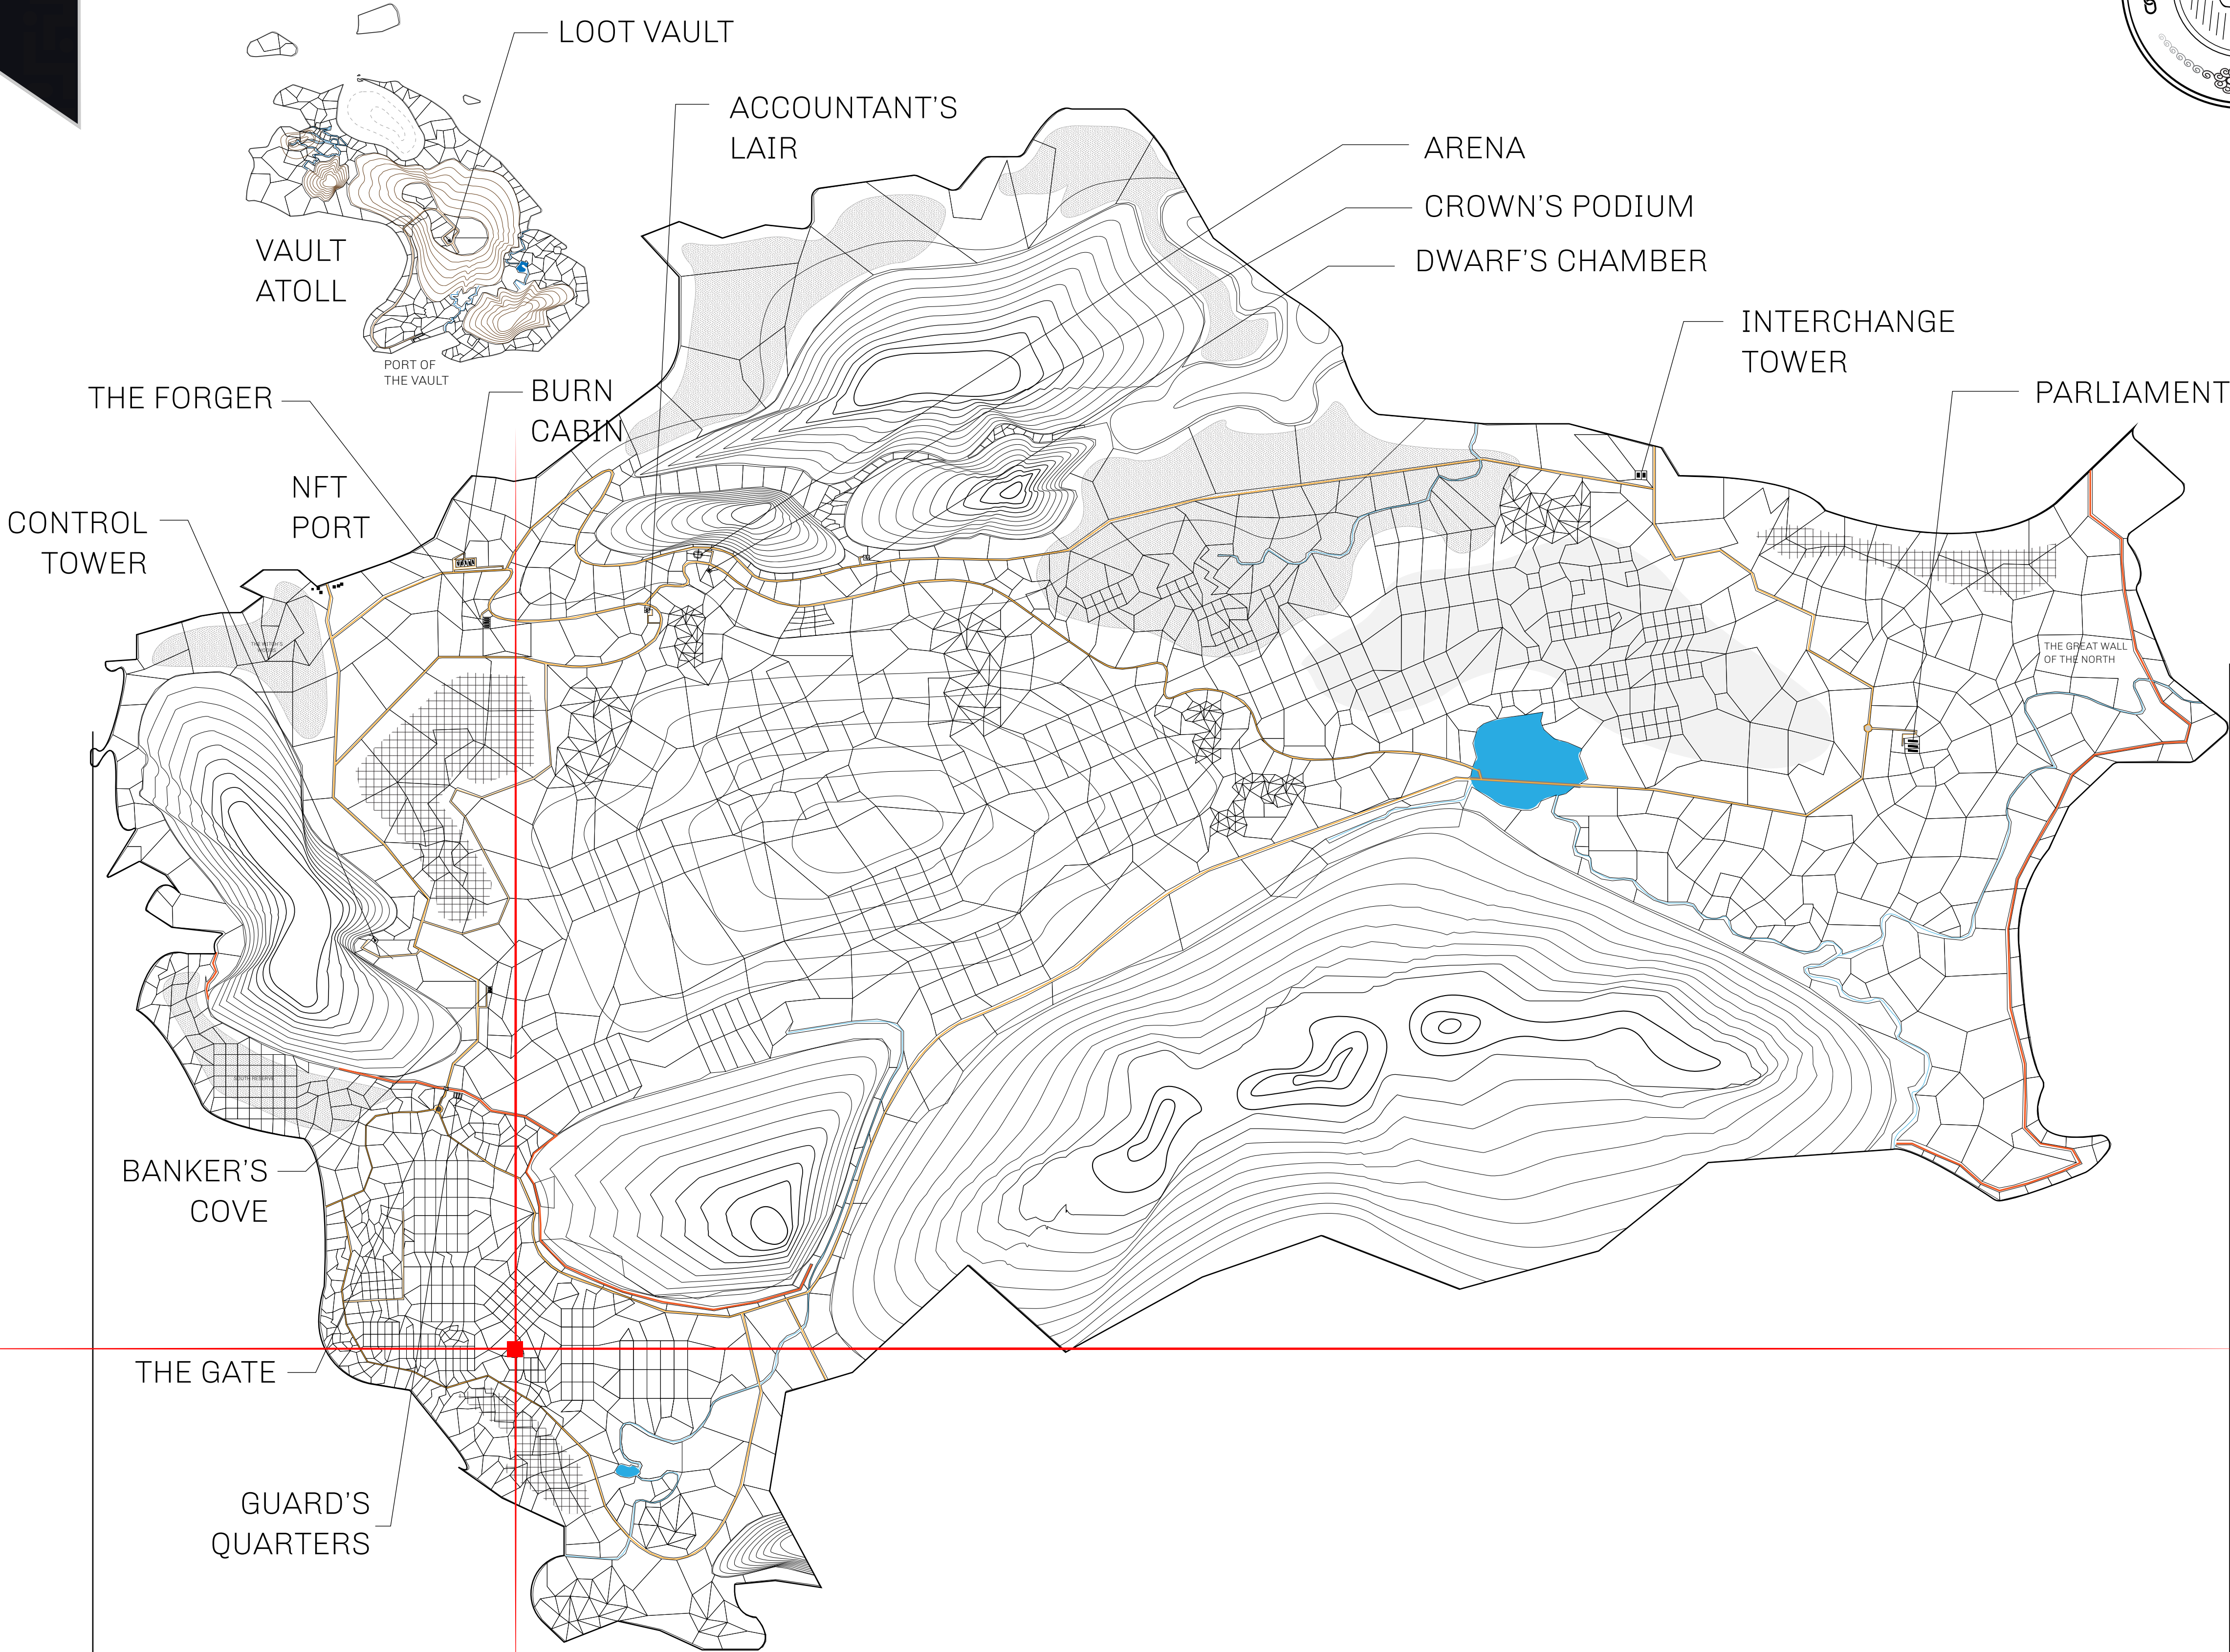 LOOT VAULT
ACCOUNTANT'S
LAIR
ARENA
CROWN'S PODIUM
DWARF'S CHAMBER
VAULT
ATOLL
INTERCHANGE
TOWER
PORT OF
THE VAULT
THE FORGER
BURN
CABIN
PARLIAMENT
NFT
PORT
CONTROL
TOWER
THE GREAT WALL
OF THE NORTH
SOUTH RESERVE
BANKER'S
COVE
THE GATE
GUARD'S
QUARTERS